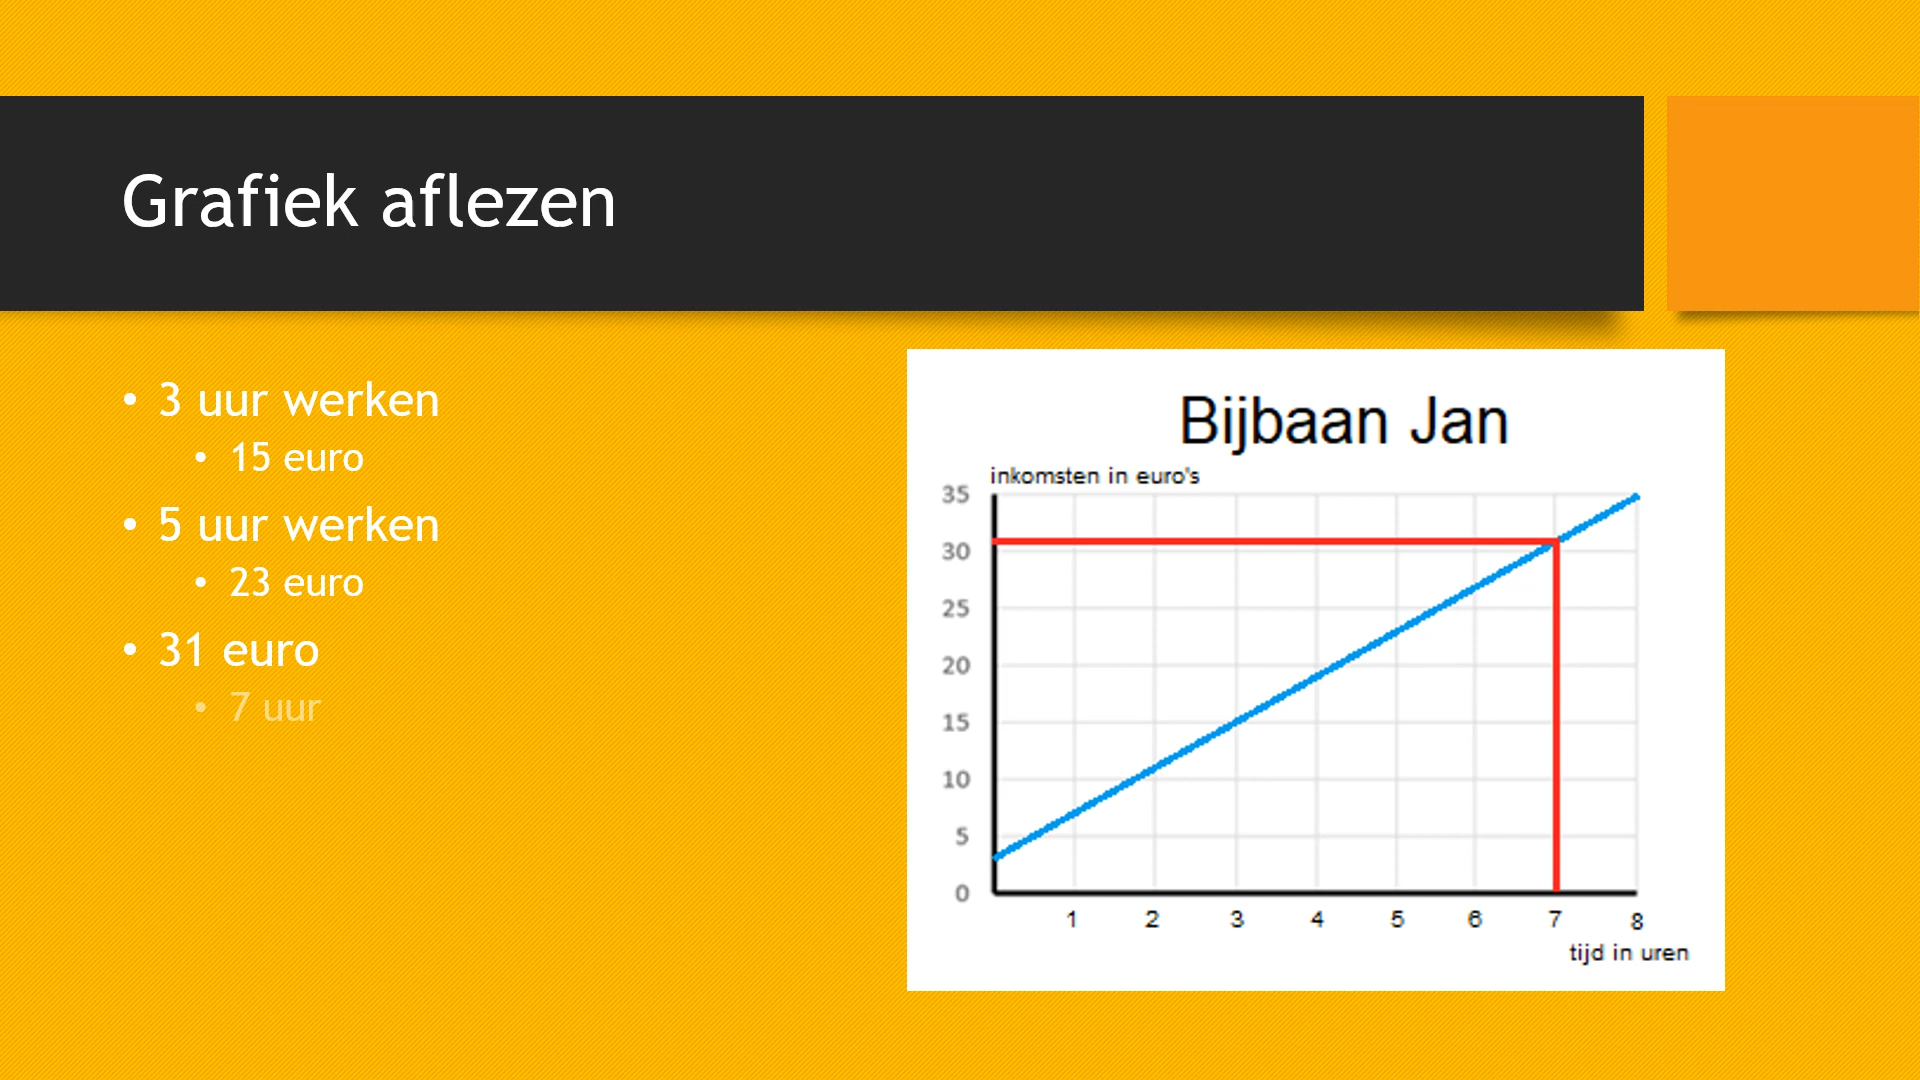 Grafiek aflezen
• 3 uur werken
• 15 euro
• 5 uur werken
• 23 euro
• 31 euro
• 7 uur
Bijbaan Jan
inkomsten in euro's
35
30
25
20
15
10
5
0
1 2 3 4 5 6 7 8
tijd in uren